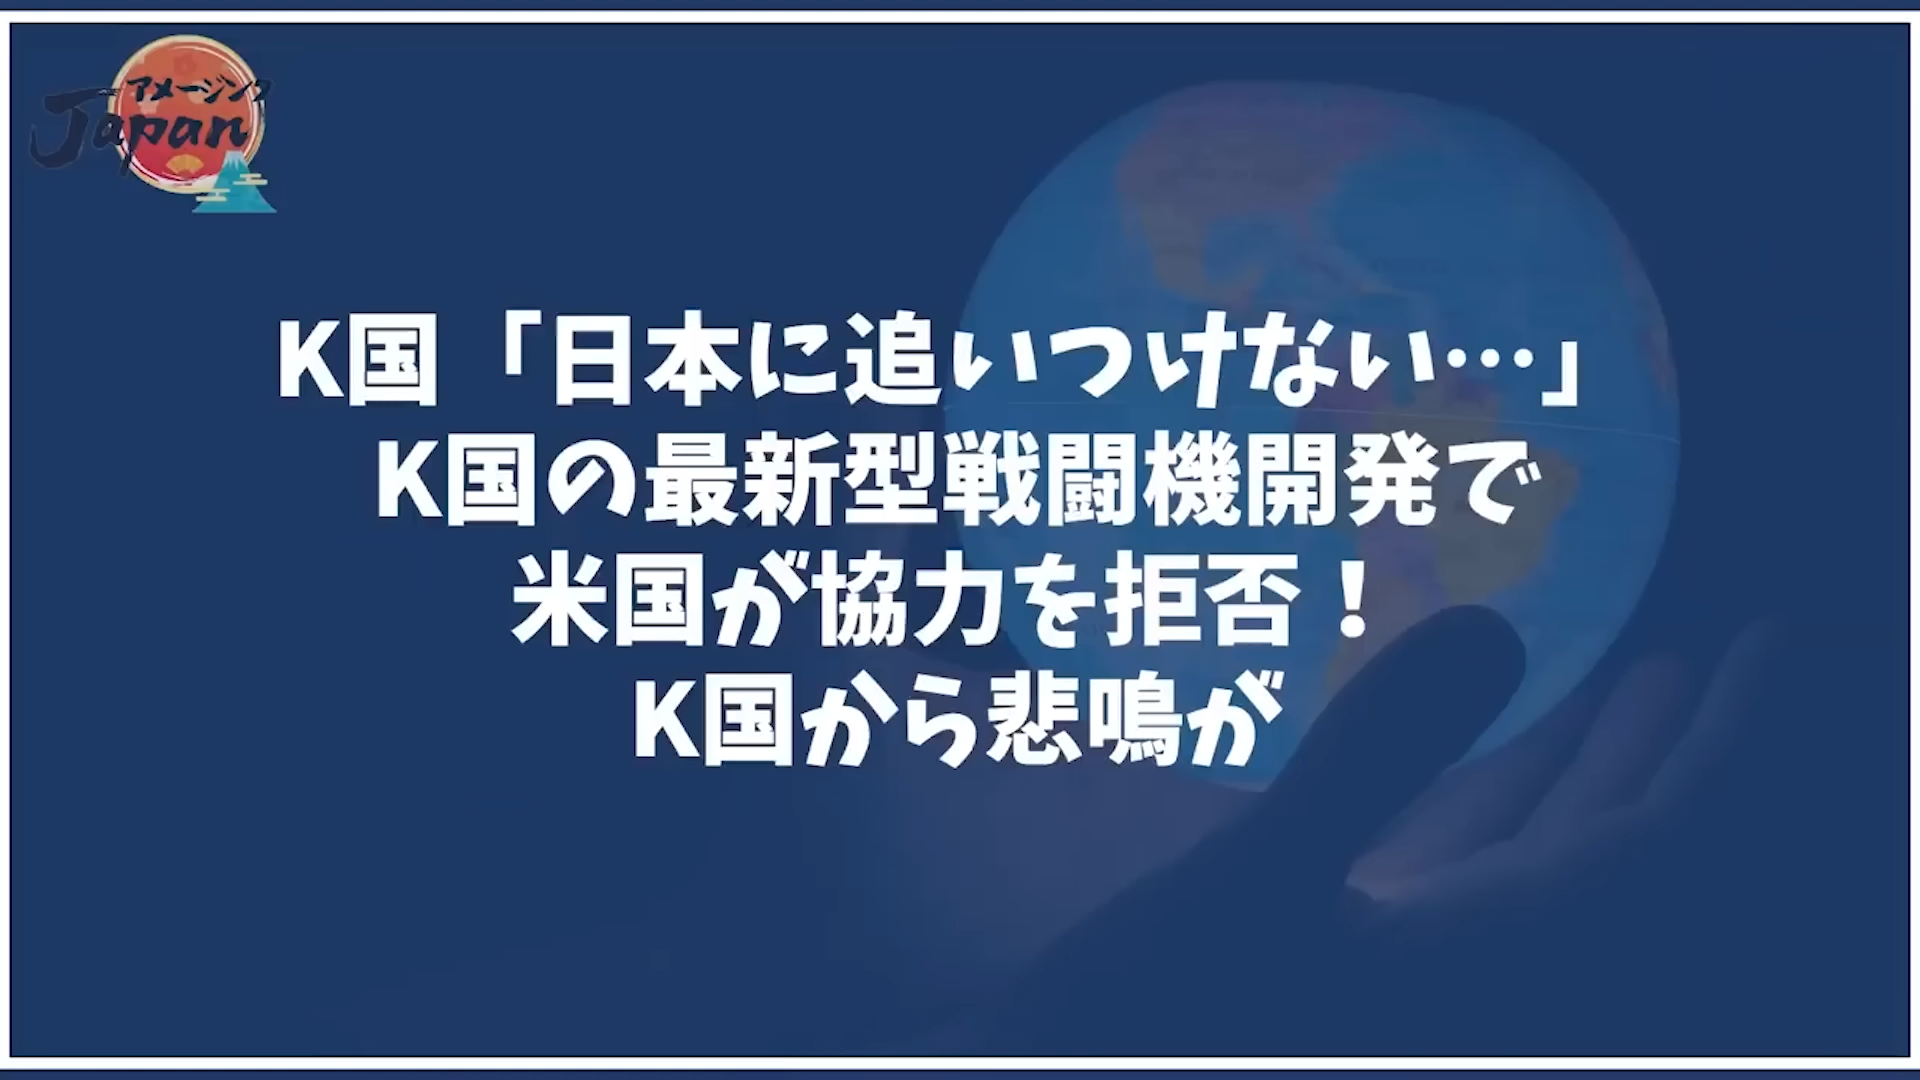 アメージング
Japan
K国「日本に追いつけない…」
K国の最新型戦闘機開発で
米国が協力を拒否！
K国から悲鳴が